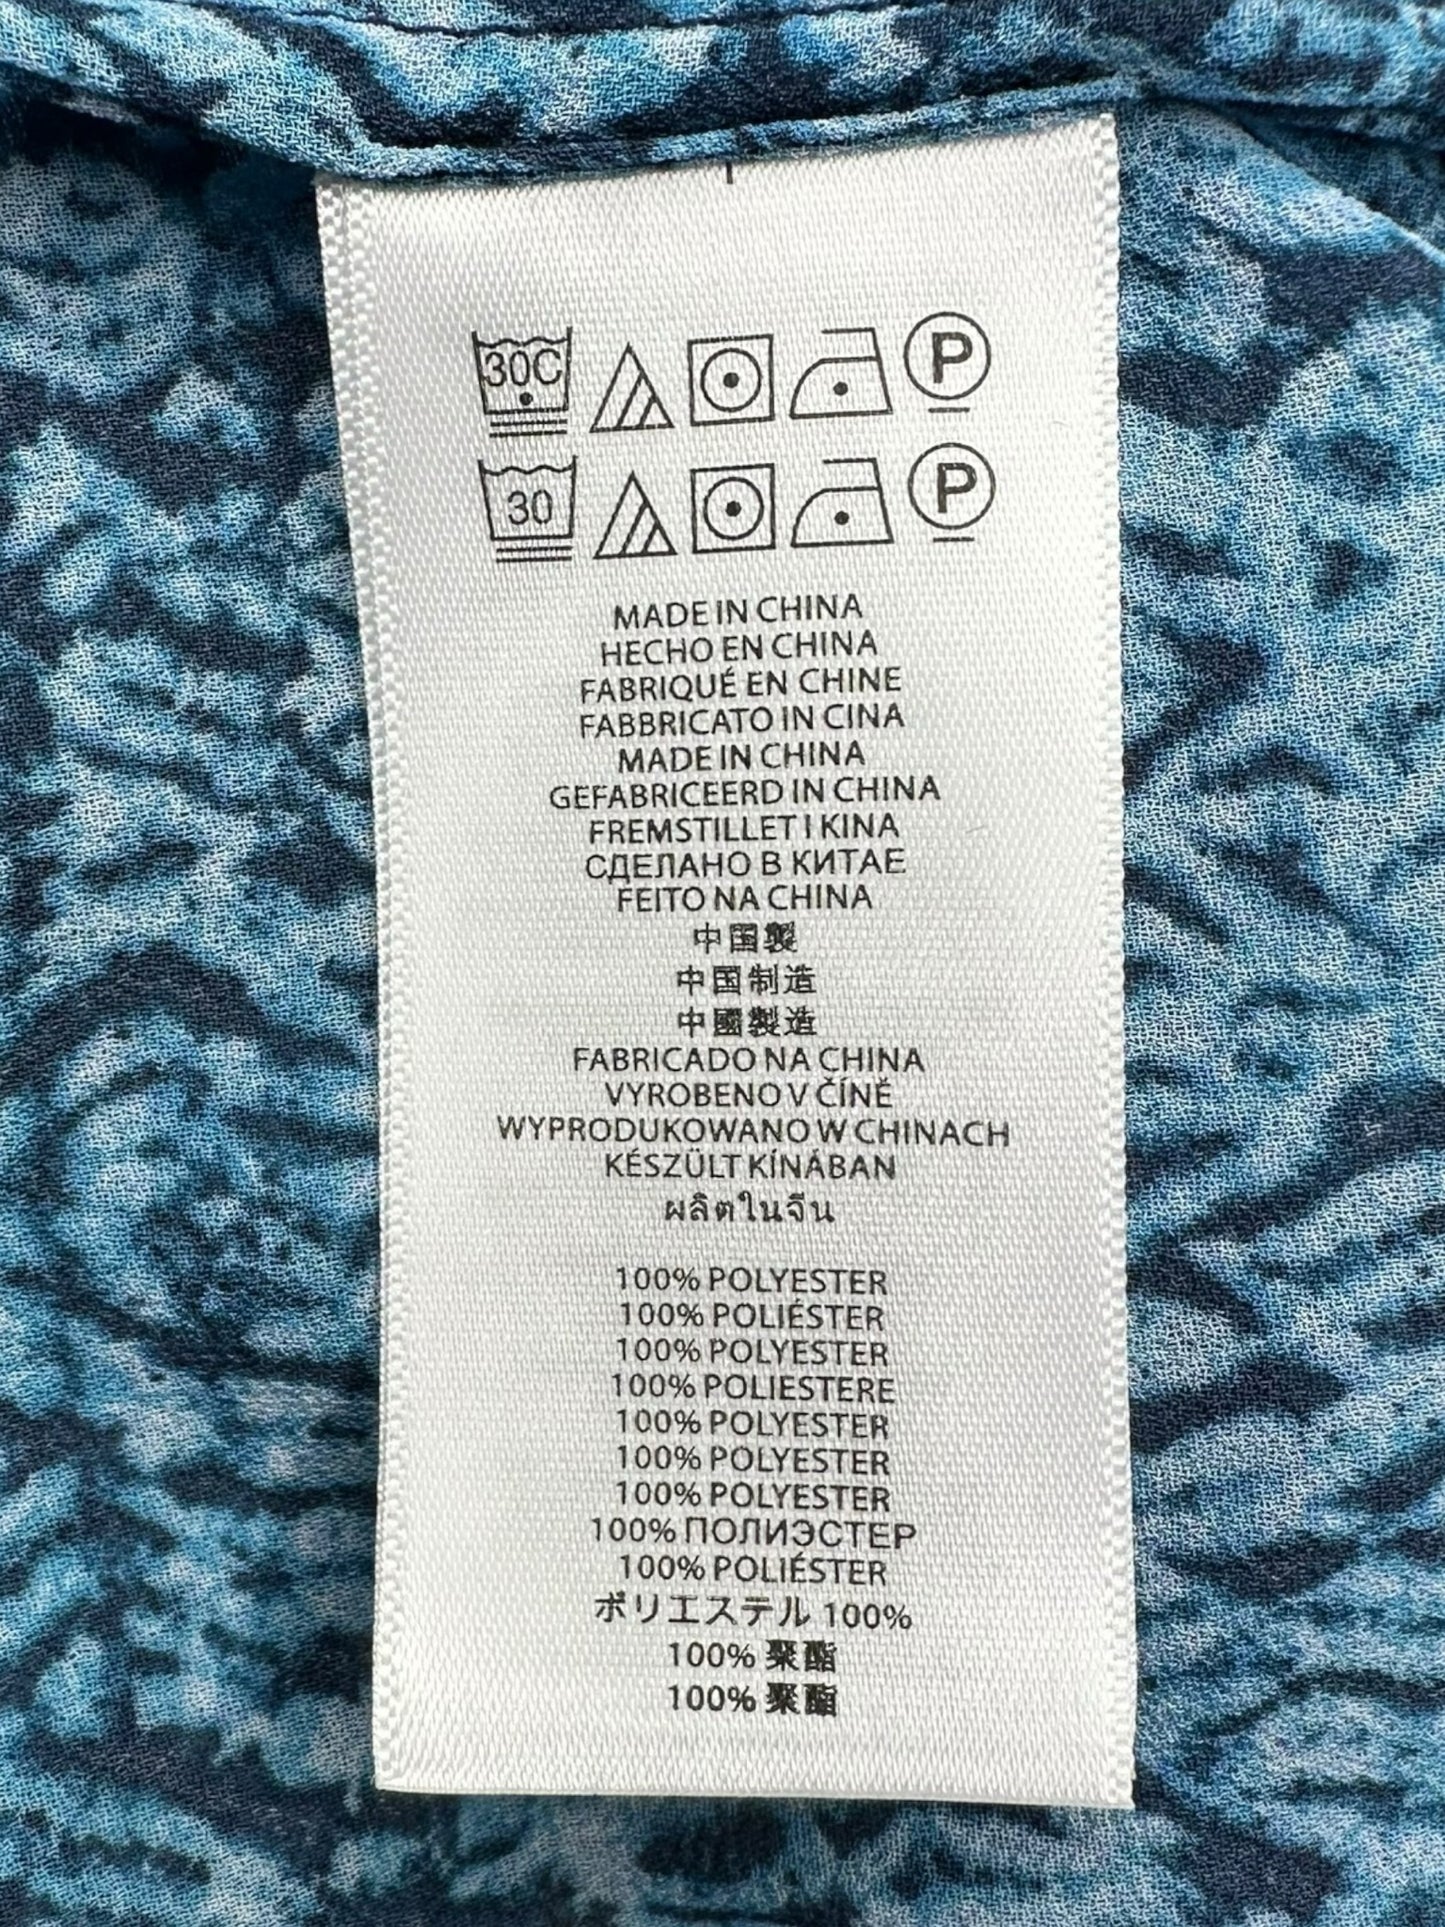 30C P
30 P
MADE IN CHINA
HECHO EN CHINA
FABRIQUÉ EN CHINE
FABBRICATO IN CINA
MADE IN CHINA
GEFABRICEERD IN CHINA
FREMSTILLET I KINA
СДЕЛАНО В КИТАЕ
FEITO NA CHINA
中国製
中国制造
中國製造
FABRICADO NA CHINA
VYROBENO V ČÍNĚ
WYPRODUKOWANO W CHINACH
KÉSZÜLT KÍNÁBAN
ผลิตในจีน
100% POLYESTER
100% POLIÉSTER
100% POLYESTER
100% POLIESTERE
100% POLYESTER
100% POLYESTER
100% POLYESTER
100% ПОЛИЭСТЕР
100% POLIÉSTER
ポリエステル 100%
100% 聚酯
100% 聚酯